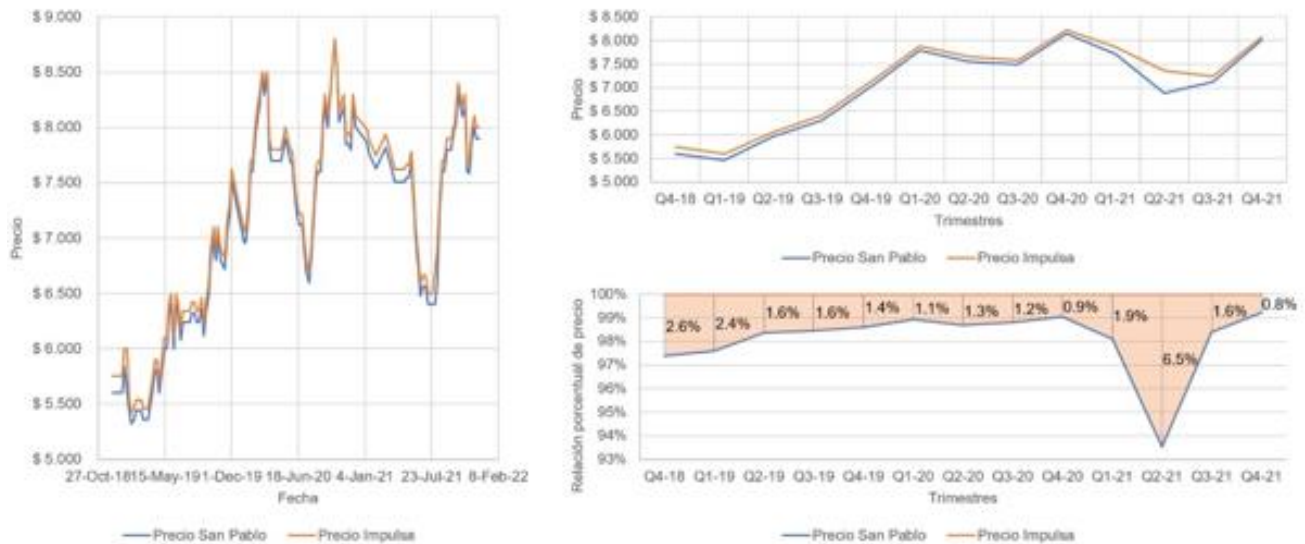 $ 9.000
$ 8.500
$ 8.000
$ 7.500
$ 7.000
$ 6.500
$ 6.000
$ 5.500
$ 5.000
Precio
27-Oct-18 15-May-19 1-Dec-19 18-Jun-20 4-Jan-21 23-Jul-21 8-Feb-22
Fecha
Precio San Pablo Precio Impulsa
$ 8.500
$ 8.000
$ 7.500
$ 7.000
$ 6.500
$ 6.000
$ 5.500
$ 5.000
Precio
Q4-18 Q1-19 Q2-19 Q3-19 Q4-19 Q1-20 Q2-20 Q3-20 Q4-20 Q1-21 Q2-21 Q3-21 Q4-21
Trimestres
Precio San Pablo Precio Impulsa
100%
99%
98%
97%
96%
95%
94%
93%
Relación porcentual de precio
2.6% 2.4% 1.6% 1.6% 1.4% 1.1% 1.3% 1.2% 0.9% 1.9% 6.5% 1.6% 0.8%
Q4-18 Q1-19 Q2-19 Q3-19 Q4-19 Q1-20 Q2-20 Q3-20 Q4-20 Q1-21 Q2-21 Q3-21 Q4-21
Trimestres
Precio San Pablo Precio Impulsa